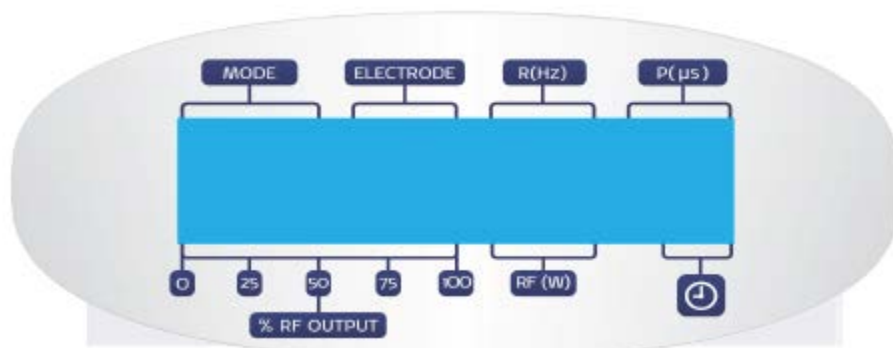 MODE ELECTRODE R(Hz) P(µs)
0 25 50 75 100 RF (W)
% RF OUTPUT